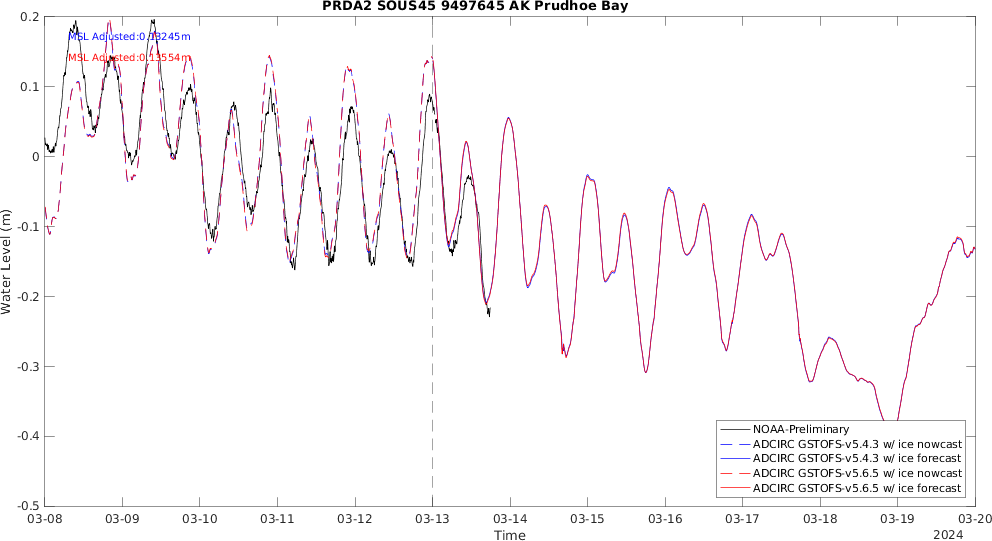 PRDA2 SOUS45 9497645 AK Prudhoe Bay
MSL Adjusted:0.13245m
MSL Adjusted:0.13554m
Water Level (m)
0.2
0.1
0
-0.1
-0.2
-0.3
-0.4
-0.5
NOAA-Preliminary
ADCIRC GSTOFS-v5.4.3 w/ ice nowcast
ADCIRC GSTOFS-v5.4.3 w/ ice forecast
ADCIRC GSTOFS-v5.6.5 w/ ice nowcast
ADCIRC GSTOFS-v5.6.5 w/ ice forecast
03-08 03-09 03-10 03-11 03-12 03-13 03-14 03-15 03-16 03-17 03-18 03-19 03-20
Time
2024